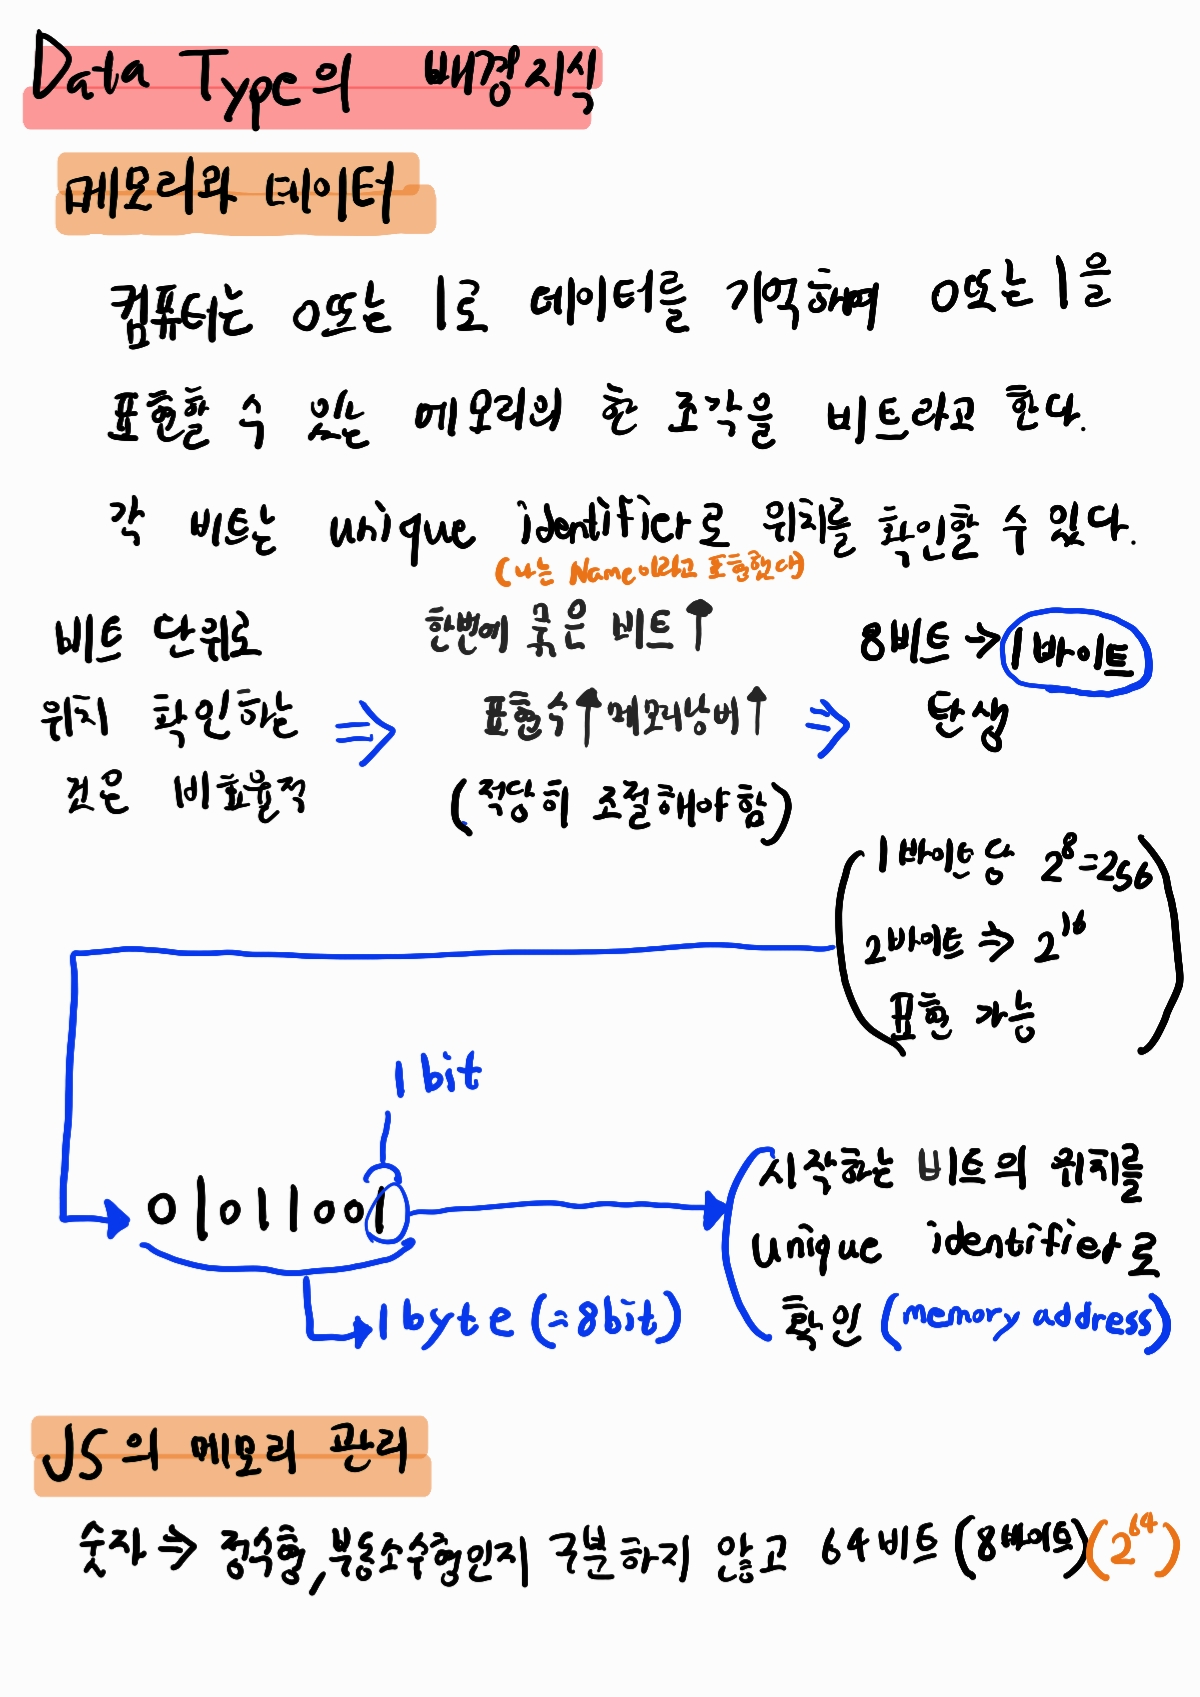 Data Type의 배경지식
메모리와 데이터
컴퓨터는 0또는 1로 데이터를 기억하며 0또는 1을
표현할 수 있는 메모리의 한 조각을 비트라고 한다.
각 비트는 unique identifier로 위치를 확인할 수 있다.
(나는 Name이라고 표현했다)
비트 단위로
위치 확인하는
것은 비효율적
⇒
한번에 묶은 비트↑
표현수↑메모리낭비↑
(적당히 조절해야함)
⇒
8비트→1바이트
탄생
1바이트당 2⁸=256
2바이트⇒ 2¹⁶
표현 가능
1 bit
01011001
1 byte (=8bit)
시작하는 비트의 위치를
unique identifier로
확인 (memory address)
JS의 메모리 관리
숫자⇒ 정수형,부동소수형인지 구분하지 않고 64비트 (8바이트)(2⁶⁴)